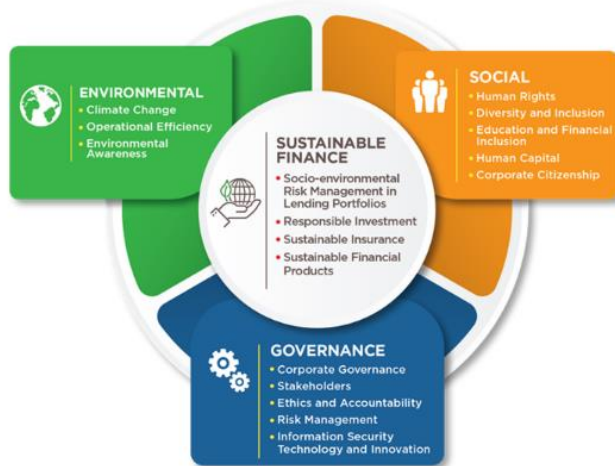 ENVIRONMENTAL
Climate Change
Operational Efficiency
Environmental
Awareness
SOCIAL
Human Rights
Diversity and Inclusion
Education and Financial
Inclusion
Human Capital
Corporate Citizenship
SUSTAINABLE
FINANCE
Socio-environmental
Risk Management in
Lending Portfolios
Responsible Investment
Sustainable Insurance
Sustainable Financial
Products
GOVERNANCE
Corporate Governance
Stakeholders
Ethics and Accountability
Risk Management
Information Security
Technology and Innovation